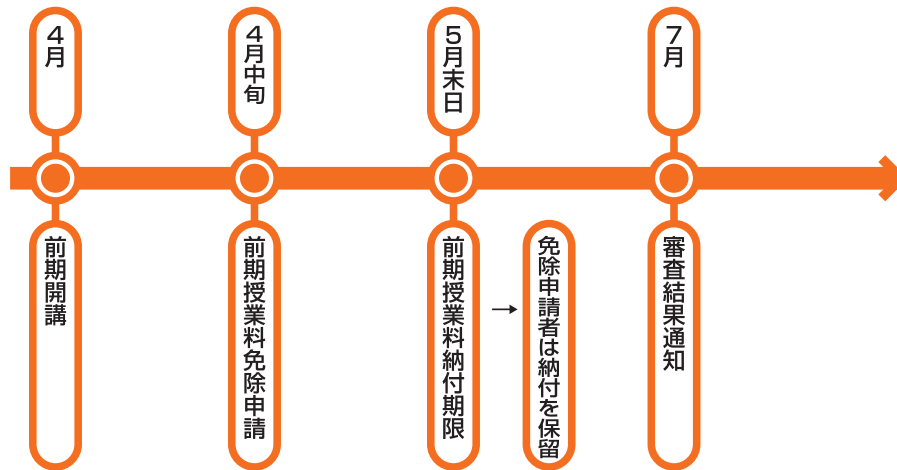 4月
前期開講
4月中旬
前期授業料免除申請
5月末日
前期授業料納付期限
→
免除申請者は納付を保留
7月
審査結果通知